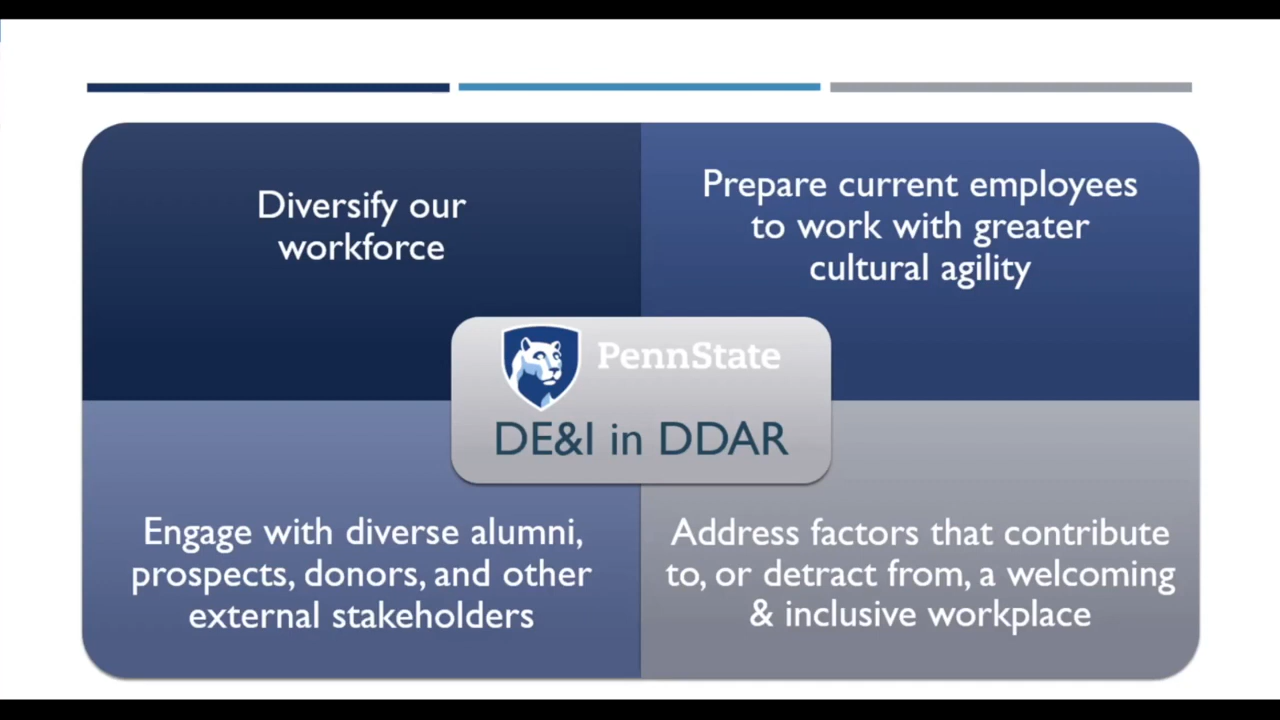 Diversify our
workforce
Prepare current employees
to work with greater
cultural agility
PennState
DE&I in DDAR
Engage with diverse alumni,
prospects, donors, and other
external stakeholders
Address factors that contribute
to, or detract from, a welcoming
& inclusive workplace